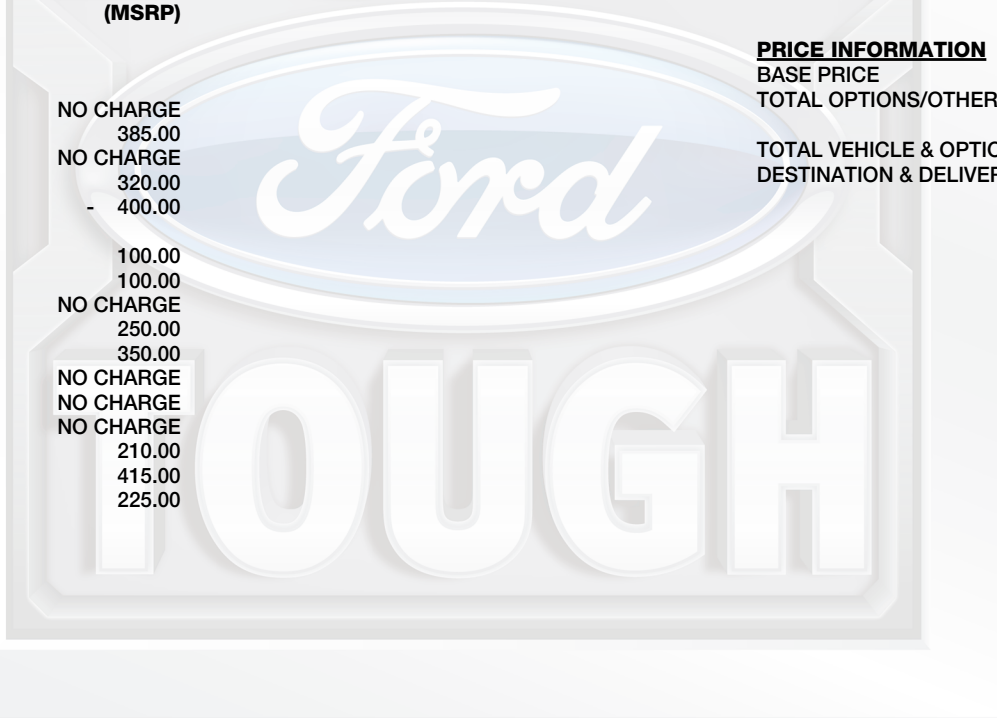 (MSRP)
NO CHARGE
385.00
NO CHARGE
320.00
- 400.00
100.00
100.00
NO CHARGE
250.00
350.00
NO CHARGE
NO CHARGE
NO CHARGE
210.00
415.00
225.00
PRICE INFORMATION
BASE PRICE
TOTAL OPTIONS/OTHER
TOTAL VEHICLE & OPTIO
DESTINATION & DELIVER
Ford
TOUGH